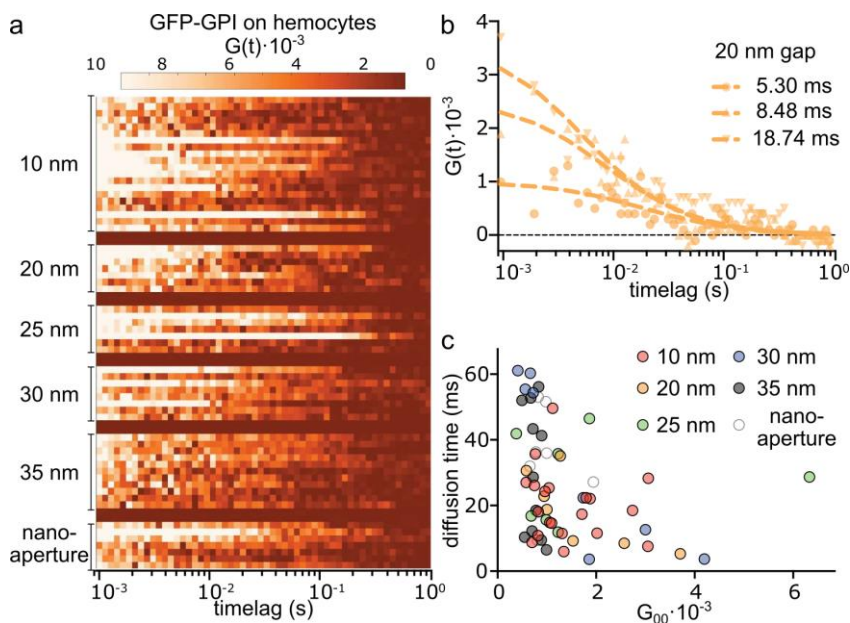 a
GFP-GPI on hemocytes
G(t)·10⁻³
10 8 6 4 2 0
10 nm
20 nm
25 nm
30 nm
35 nm
nano-
aperture
10⁻³ 10⁻² 10⁻¹ 10⁰
timelag (s)
b
4
3
2
1
0
G(t)·10⁻³
20 nm gap
5.30 ms
8.48 ms
18.74 ms
10⁻³ 10⁻² 10⁻¹ 10⁰
timelag (s)
c
60
40
20
0
diffusion time (ms)
10 nm 30 nm
20 nm 35 nm
25 nm nano-
aperture
0 2 4 6
G₀₀·10⁻³